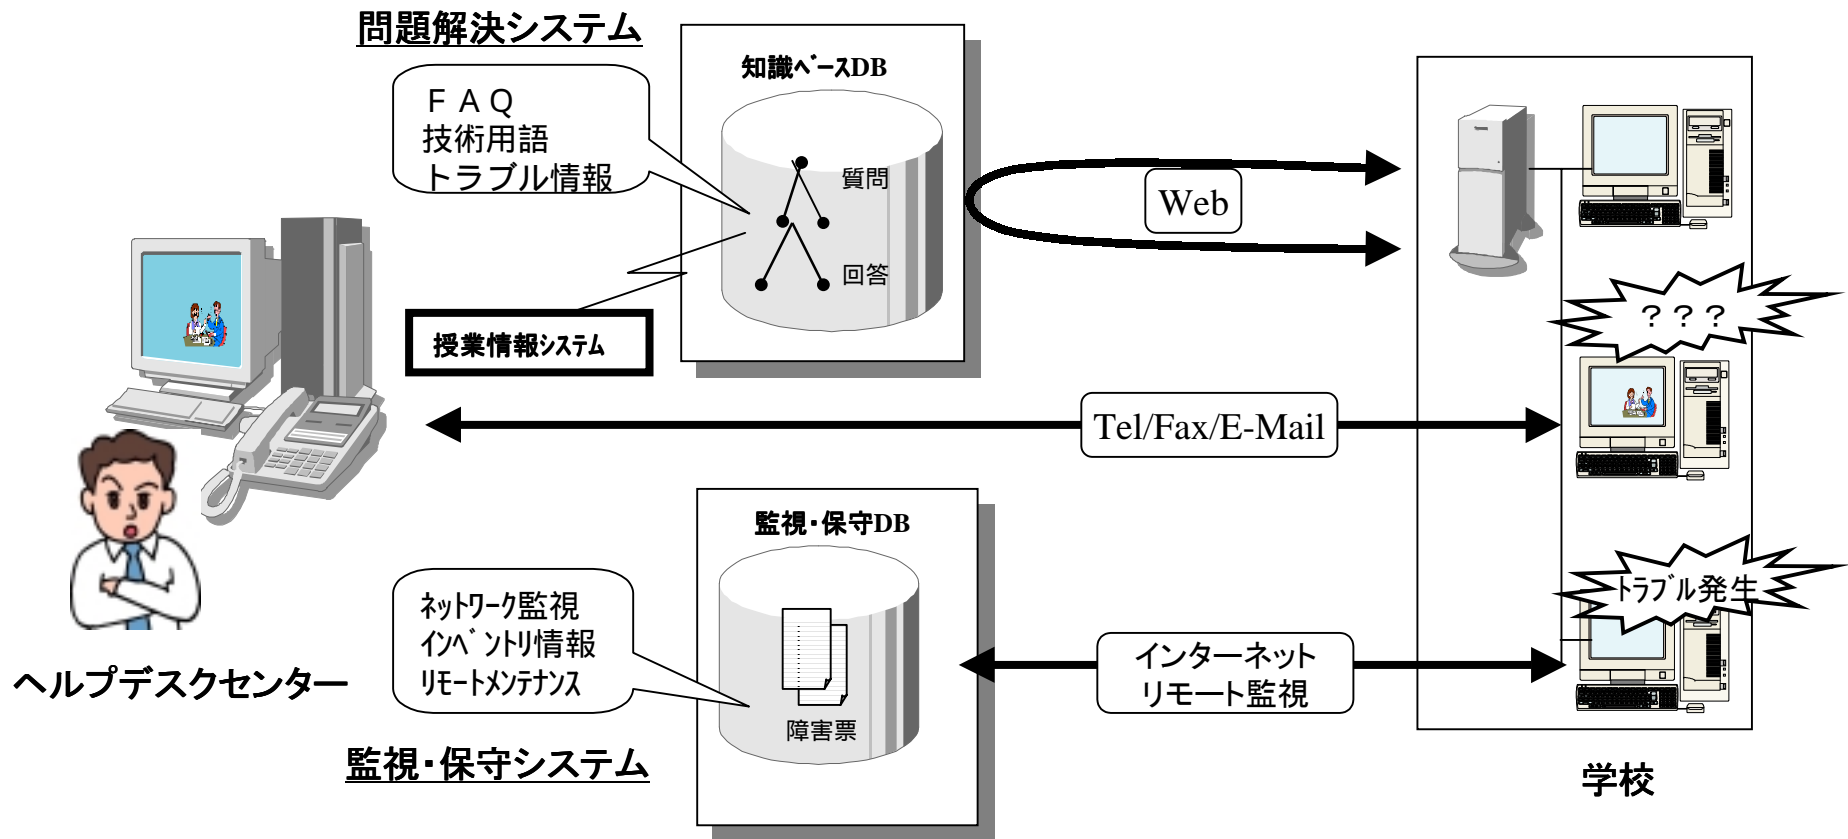 問題解決システム
知識ﾍﾞｰｽDB
ＦＡＱ
技術用語
トラブル情報
質問
回答
授業情報ｼｽﾃﾑ
Web
？？？
Tel/Fax/E-Mail
監視・保守DB
ﾈｯﾄﾜｰｸ監視
ｲﾝﾍﾞﾝﾄﾘ情報
ﾘﾓｰﾄﾒﾝﾃﾅﾝｽ
障害票
ﾄﾗﾌﾞﾙ発生
インターネット
リモート監視
ヘルプデスクセンター
監視・保守システム
学校